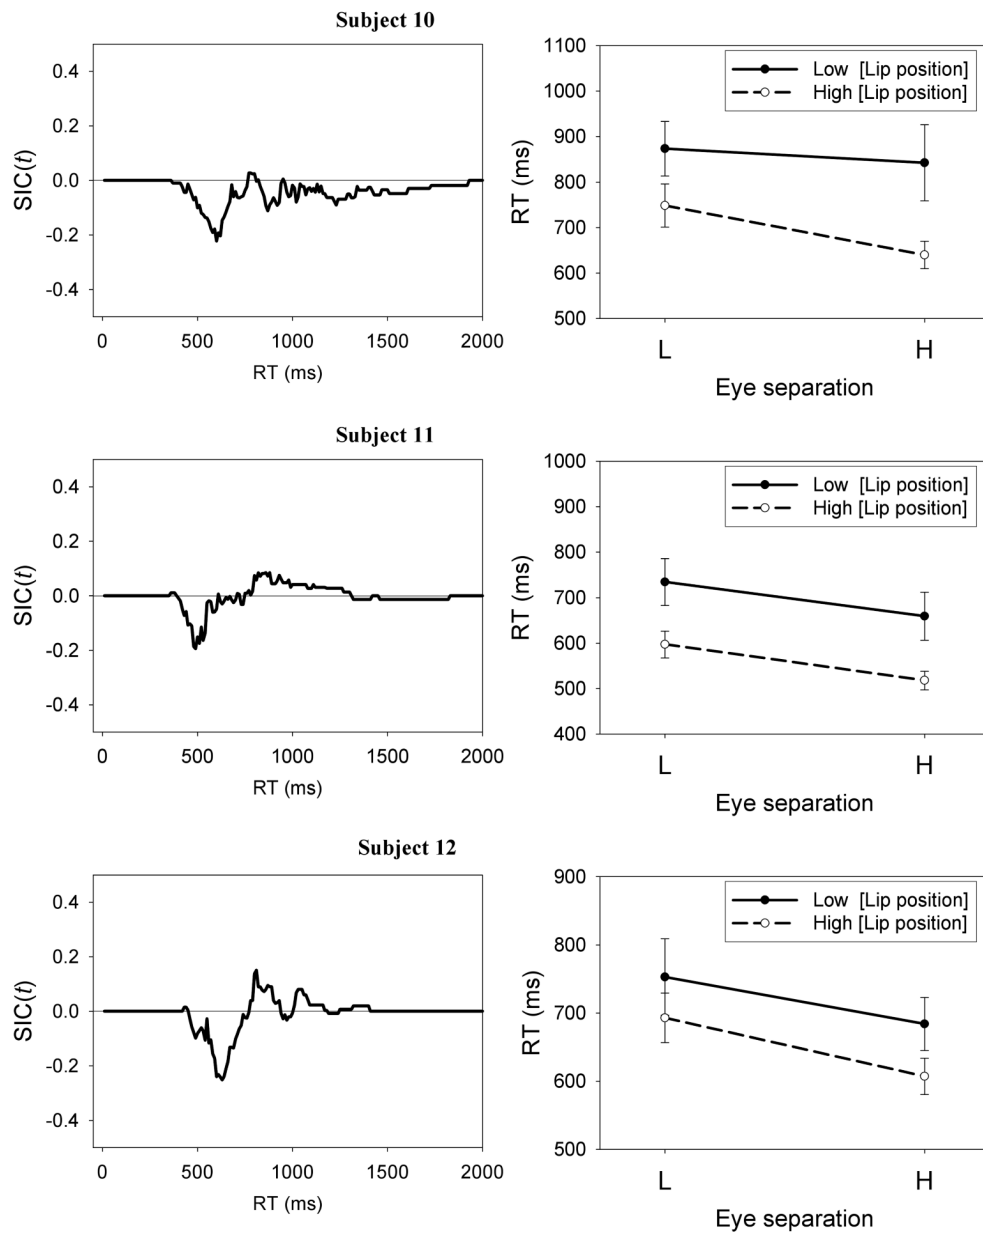 Subject 10
0.4
0.2
0.0
-0.2
-0.4
SIC(t)
0 500 1000 1500 2000
RT (ms)
1100
1000
900
800
700
600
500
RT (ms)
Low [Lip position]
High [Lip position]
L H
Eye separation
Subject 11
0.4
0.2
0.0
-0.2
-0.4
SIC(t)
0 500 1000 1500 2000
RT (ms)
1000
900
800
700
600
500
400
RT (ms)
Low [Lip position]
High [Lip position]
L H
Eye separation
Subject 12
0.4
0.2
0.0
-0.2
-0.4
SIC(t)
0 500 1000 1500 2000
RT (ms)
900
800
700
600
500
RT (ms)
Low [Lip position]
High [Lip position]
L H
Eye separation